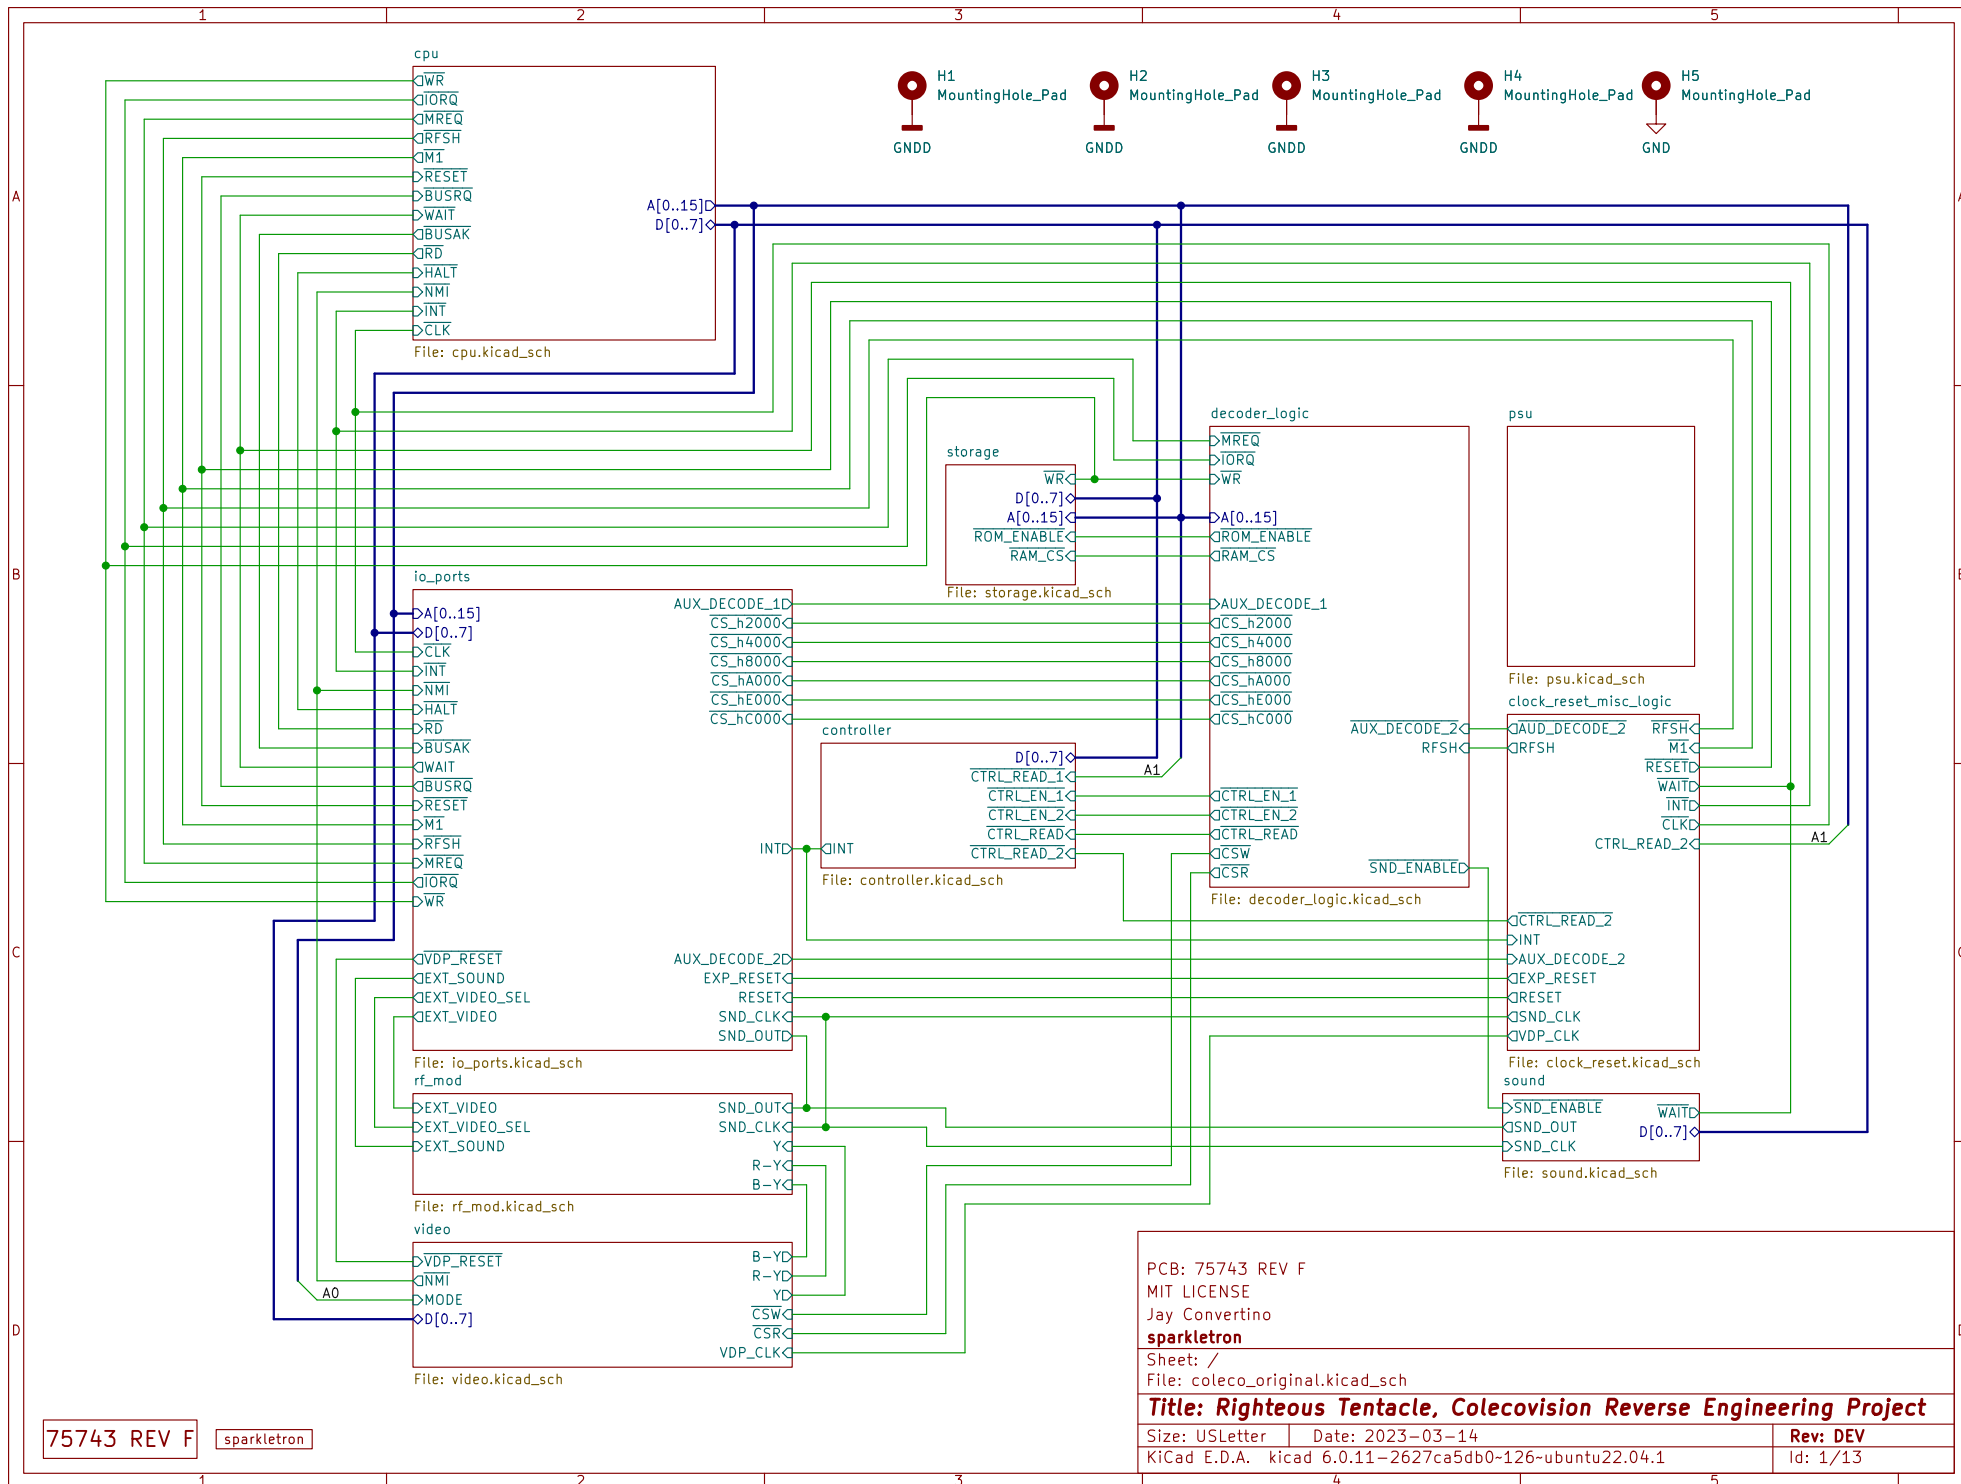 1 2 3 4 5
A
B
C
D
cpu
WR
IORQ
MREQ
RFSH
M1
RESET
BUSRQ
WAIT
BUSAK
RD
HALT
NMI
INT
CLK
A[0..15]
D[0..7]
File: cpu.kicad_sch
H1
MountingHole_Pad
GNDD
H2
MountingHole_Pad
GNDD
H3
MountingHole_Pad
GNDD
H4
MountingHole_Pad
GNDD
H5
MountingHole_Pad
GND
storage
WR
D[0..7]
A[0..15]
ROM_ENABLE
RAM_CS
File: storage.kicad_sch
decoder_logic
MREQ
IORQ
WR
A[0..15]
ROM_ENABLE
RAM_CS
AUX_DECODE_1
CS_h2000
CS_h4000
CS_h8000
CS_hA000
CS_hE000
CS_hC000
CTRL_EN_1
CTRL_EN_2
CTRL_READ
CSW
CSR
AUX_DECODE_2
RFSH
SND_ENABLE
File: decoder_logic.kicad_sch
psu
File: psu.kicad_sch
io_ports
A[0..15]
D[0..7]
CLK
INT
NMI
HALT
RD
BUSAK
WAIT
BUSRQ
RESET
M1
RFSH
MREQ
IORQ
WR
VDP_RESET
EXT_SOUND
EXT_VIDEO_SEL
EXT_VIDEO
AUX_DECODE_1
CS_h2000
CS_h4000
CS_h8000
CS_hA000
CS_hE000
CS_hC000
INT
AUX_DECODE_2
EXP_RESET
RESET
SND_CLK
SND_OUT
File: io_ports.kicad_sch
controller
D[0..7]
CTRL_READ_1
CTRL_EN_1
CTRL_EN_2
CTRL_READ
CTRL_READ_2
INT
A1
File: controller.kicad_sch
clock_reset_misc_logic
AUD_DECODE_2
RFSH
CTRL_READ_2
INT
AUX_DECODE_2
EXP_RESET
RESET
SND_CLK
VDP_CLK
RFSH
M1
RESET
WAIT
INT
CLK
CTRL_READ_2
A1
File: clock_reset.kicad_sch
rf_mod
EXT_VIDEO
EXT_VIDEO_SEL
EXT_SOUND
SND_OUT
SND_CLK
Y
R-Y
B-Y
File: rf_mod.kicad_sch
sound
SND_ENABLE
SND_OUT
SND_CLK
WAIT
D[0..7]
File: sound.kicad_sch
video
VDP_RESET
NMI
MODE
D[0..7]
A0
B-Y
R-Y
Y
CSW
CSR
VDP_CLK
File: video.kicad_sch
75743 REV F
sparkletron
PCB: 75743 REV F
MIT LICENSE
Jay Convertino
sparkletron
Sheet: /
File: coleco_original.kicad_sch
Title: Righteous Tentacle, Colecovision Reverse Engineering Project
Size: USLetter Date: 2023-03-14 Rev: DEV
KiCad E.D.A. kicad 6.0.11-2627ca5db0~126~ubuntu22.04.1 Id: 1/13
1 2 3 4 5